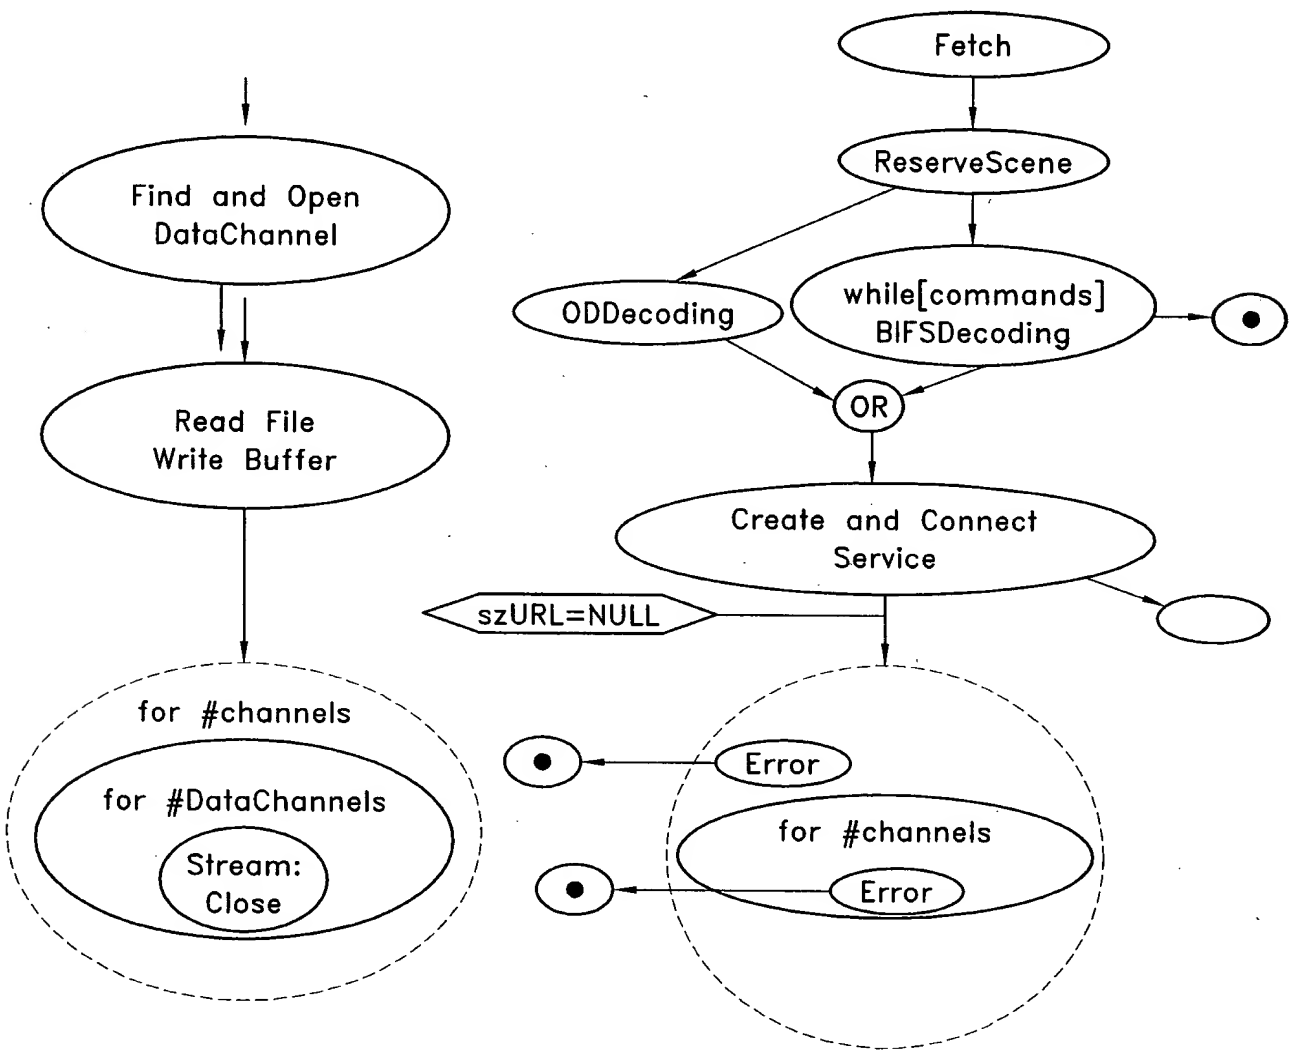 Fetch
ReserveScene
Find and Open
DataChannel
while[commands]
BIFSDecoding
ODDecoding
OR
Read File
Write Buffer
Create and Connect
Service
szURL=NULL
for #channels
for #DataChannels
Stream:
Close
Error
for #channels
Error